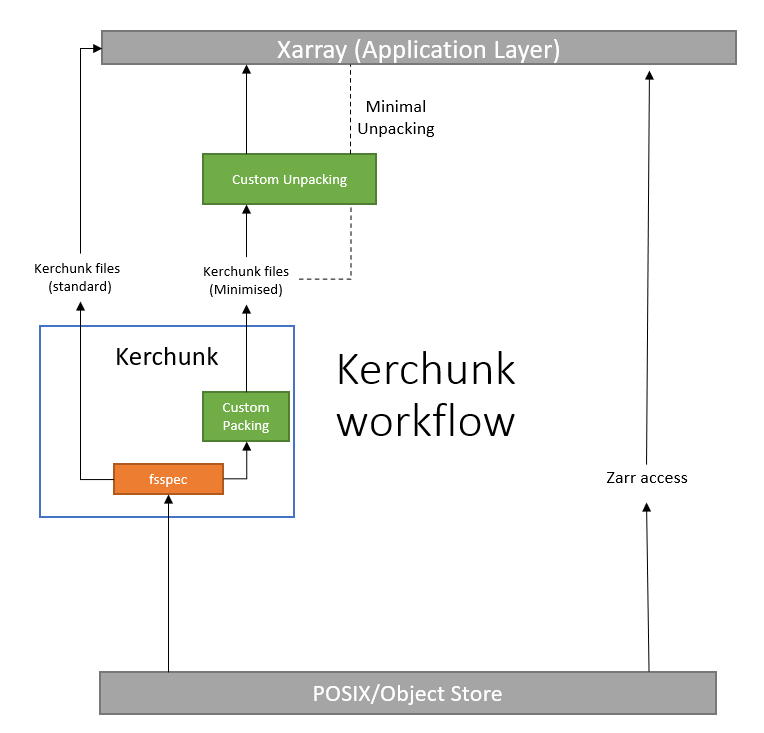 Xarray (Application Layer)
Minimal
Unpacking
Custom Unpacking
Kerchunk files
(standard)
Kerchunk files
(Minimised)
Kerchunk
Kerchunk
workflow
Custom
Packing
fsspec
Zarr access
POSIX/Object Store